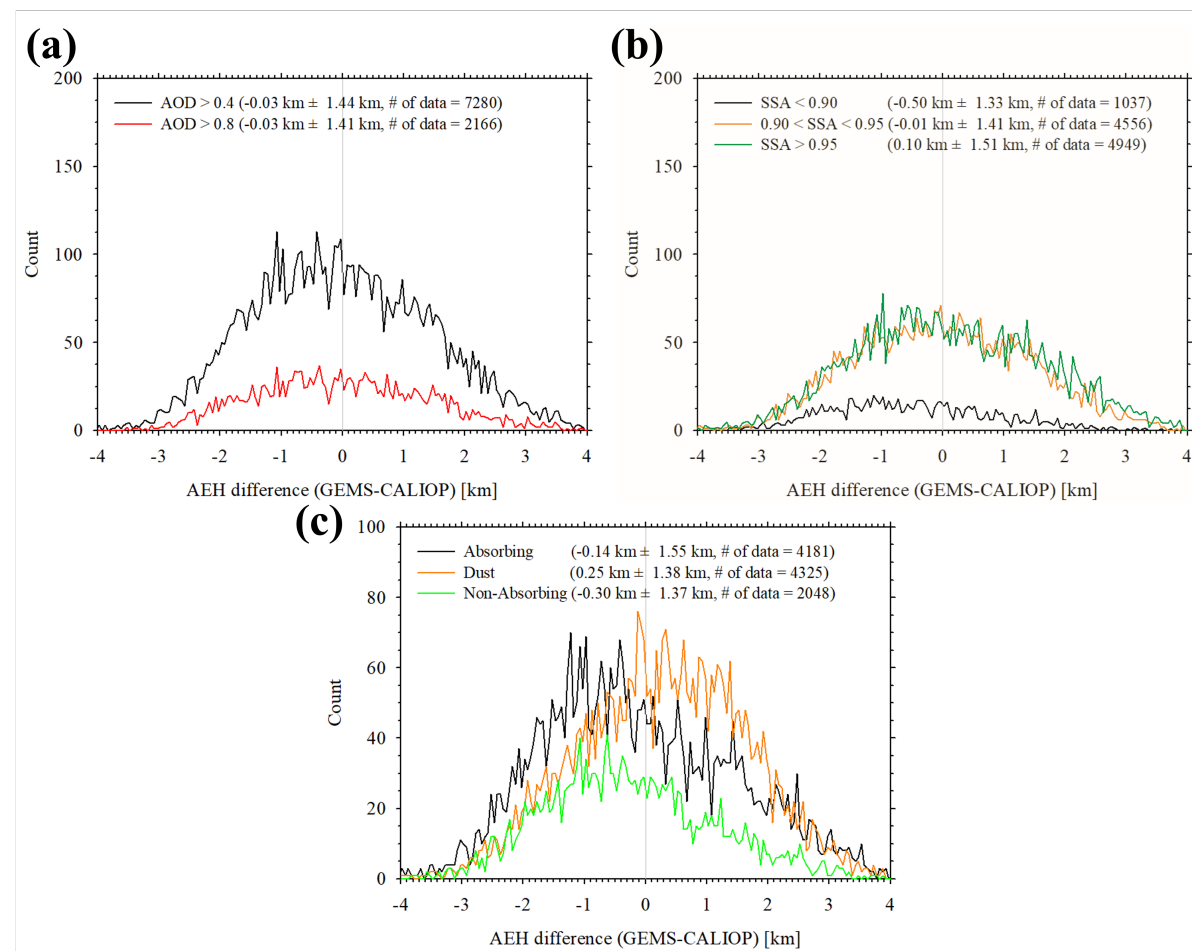 (a)
200
150
100
50
0
Count
AOD > 0.4 (-0.03 km ± 1.44 km, # of data = 7280)
AOD > 0.8 (-0.03 km ± 1.41 km, # of data = 2166)
-4 -3 -2 -1 0 1 2 3 4
AEH difference (GEMS-CALIOP) [km]
(b)
200
150
100
50
0
Count
SSA < 0.90 (-0.50 km ± 1.33 km, # of data = 1037)
0.90 < SSA < 0.95 (-0.01 km ± 1.41 km, # of data = 4556)
SSA > 0.95 (0.10 km ± 1.51 km, # of data = 4949)
-4 -3 -2 -1 0 1 2 3 4
AEH difference (GEMS-CALIOP) [km]
(c)
100
80
60
40
20
0
Count
Absorbing (-0.14 km ± 1.55 km, # of data = 4181)
Dust (0.25 km ± 1.38 km, # of data = 4325)
Non-Absorbing (-0.30 km ± 1.37 km, # of data = 2048)
-4 -3 -2 -1 0 1 2 3 4
AEH difference (GEMS-CALIOP) [km]